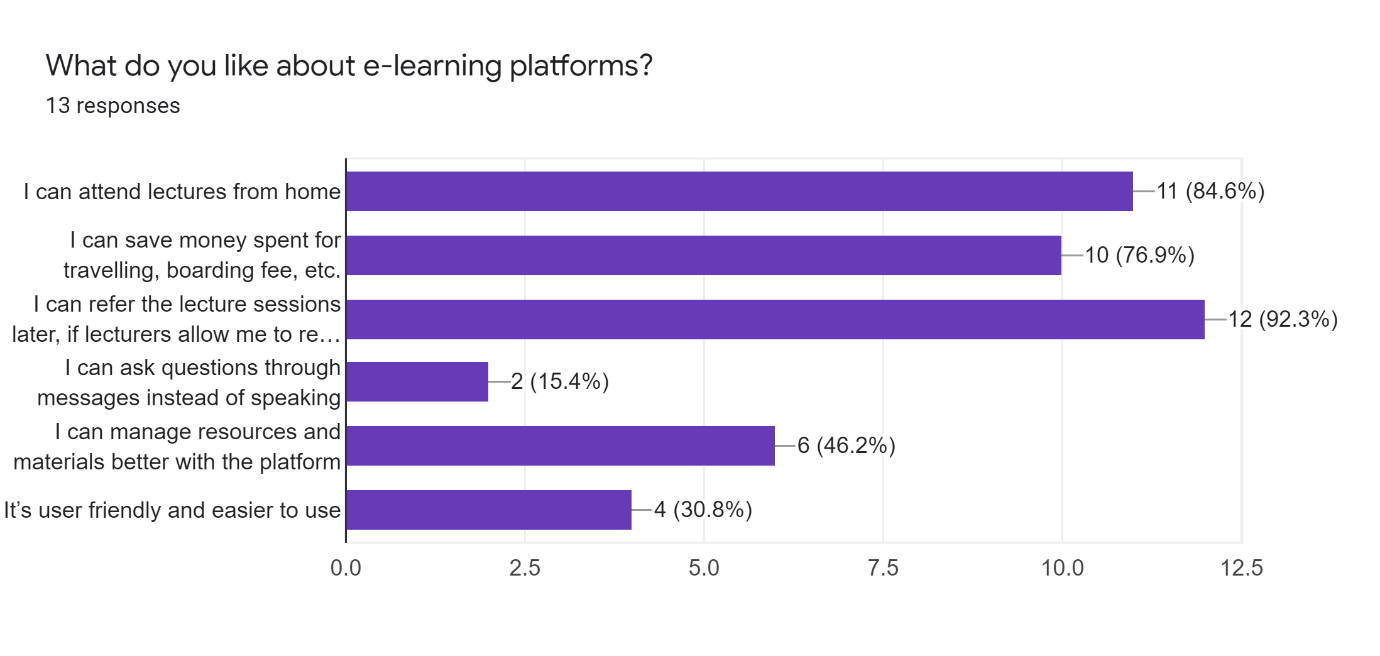 What do you like about e-learning platforms?
13 responses
I can attend lectures from home
11 (84.6%)
I can save money spent for
travelling, boarding fee, etc.
10 (76.9%)
I can refer the lecture sessions
later, if lecturers allow me to re…
12 (92.3%)
I can ask questions through
messages instead of speaking
2 (15.4%)
I can manage resources and
materials better with the platform
6 (46.2%)
It’s user friendly and easier to use
4 (30.8%)
0.0 2.5 5.0 7.5 10.0 12.5